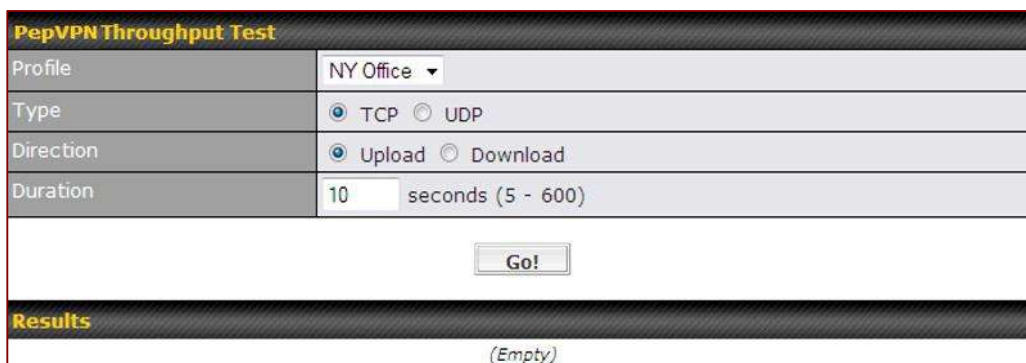 PepVPN Throughput Test
Profile NY Office
Type TCP UDP
Direction Upload Download
Duration 10 seconds (5 - 600)
Go!
Results
(Empty)